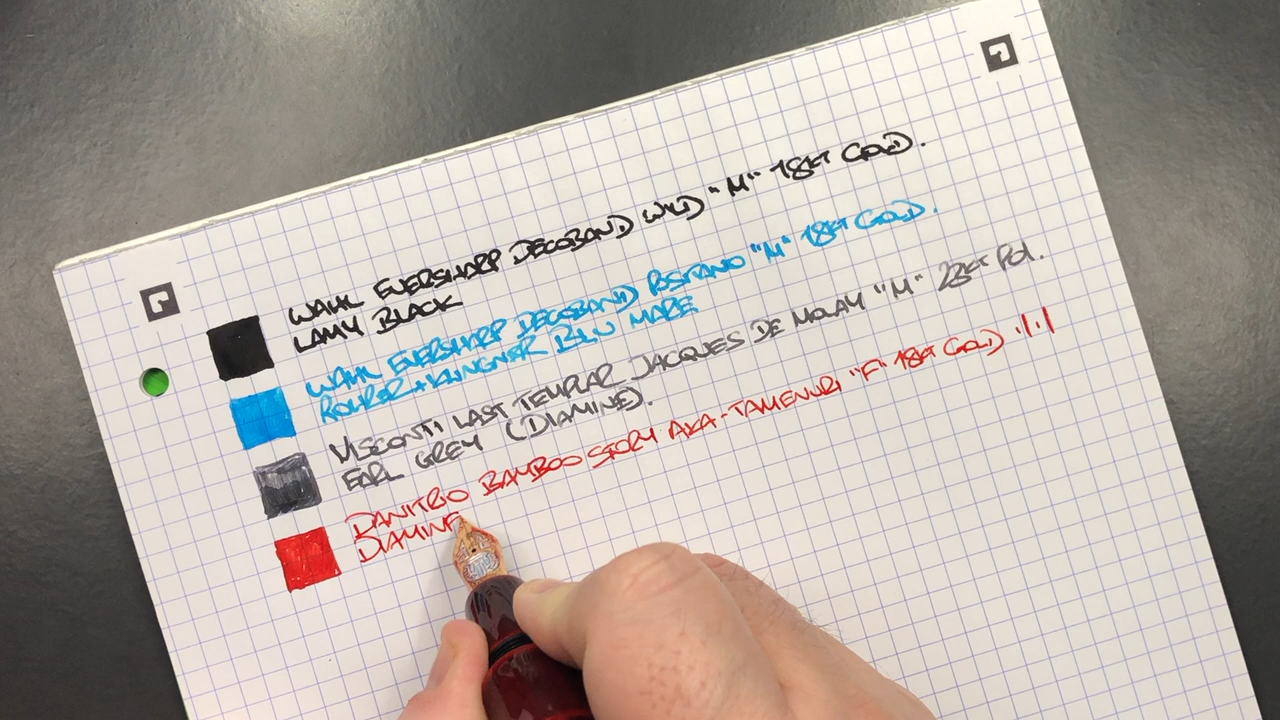 WAHL EVERSHARP DECOBAND WILD "M" 18KT GOLD.
LAMY BLACK
WAHL EVERSHARP DECOBAND "M" 18KT GOLD.
ROHRER+KLINGNER BLU MARE
VISCONTI LAST TEMPLAR JACQUES DE MOLAY "M" 23KT Pd.
EARL GREY (DIAMINE).
DANITRIO BAMBOO STORY AKA-TAMENURI "F" 18KT GOLD !!.!
DIAMINE